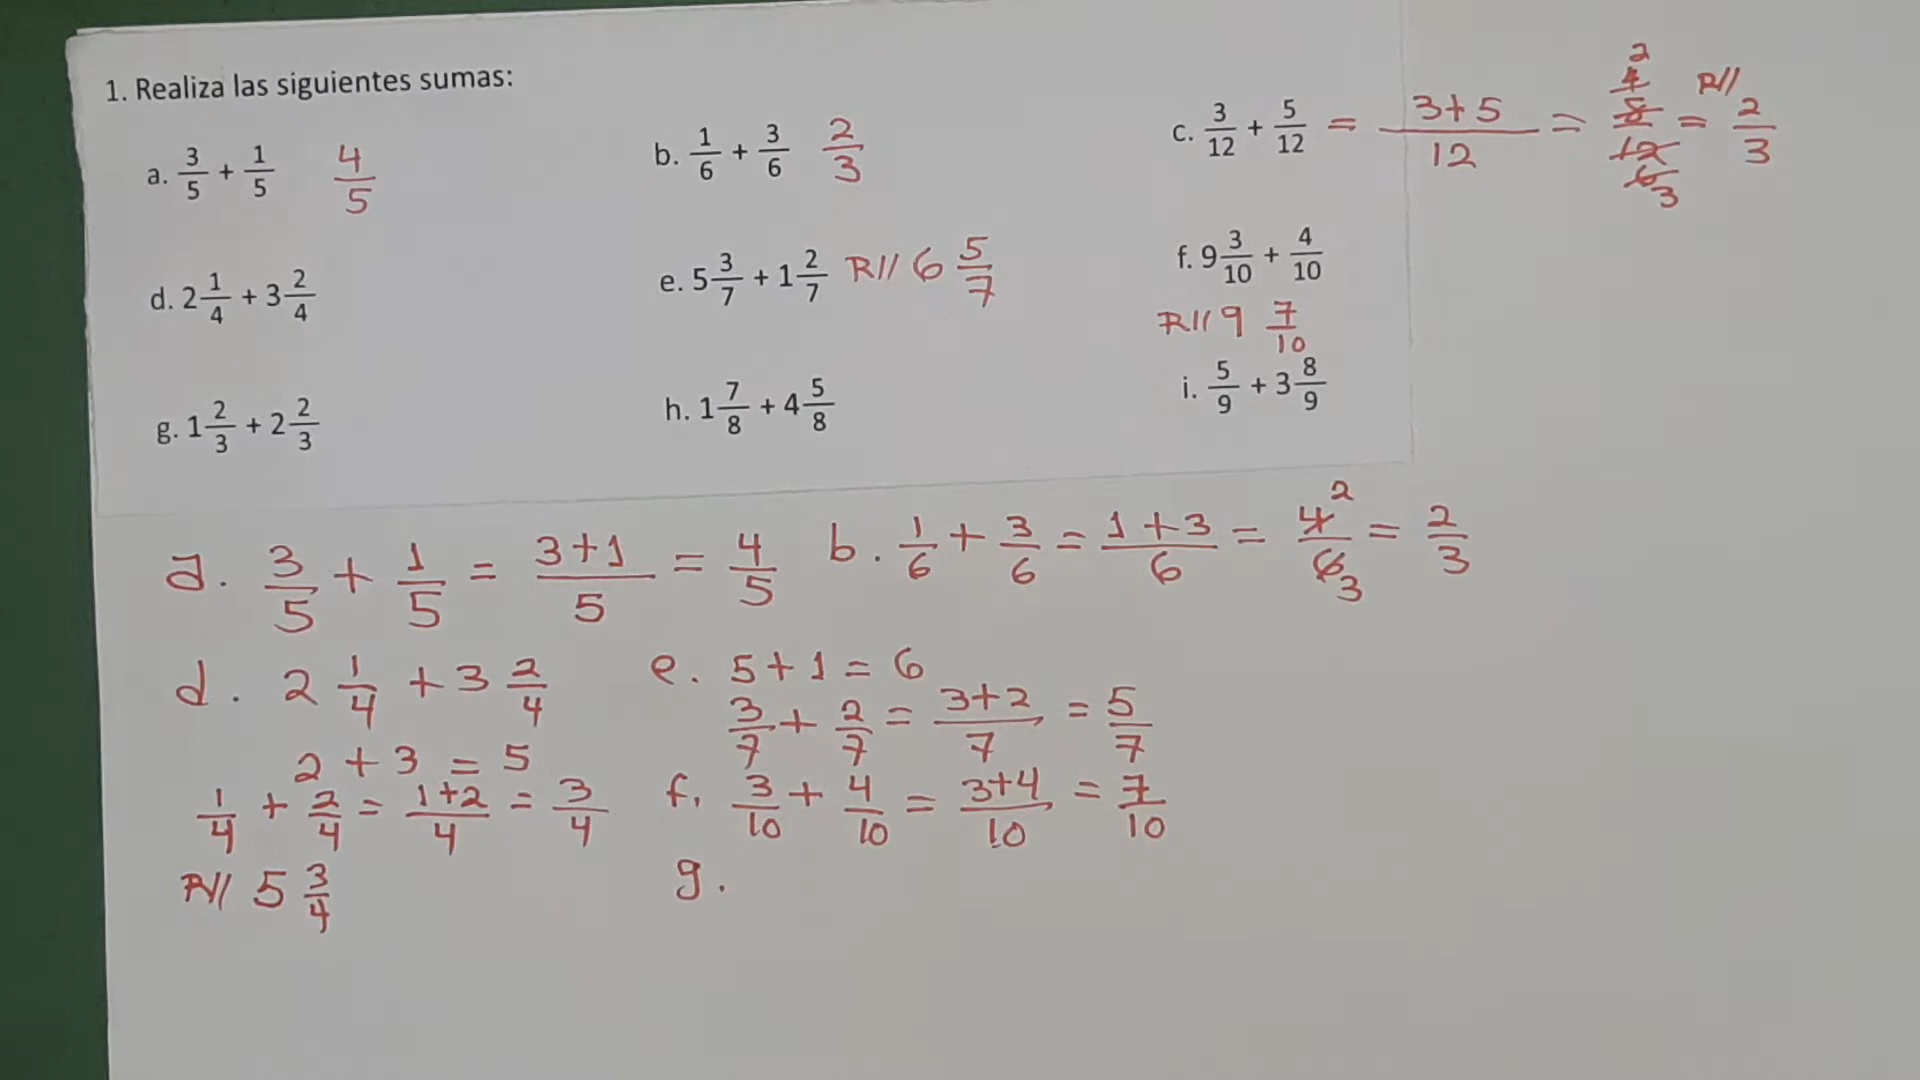 1. Realiza las siguientes sumas:
a. 3/5 + 1/5 4/5
b. 1/6 + 3/6 2/3
c. 3/12 + 5/12 = 3+5/12 = 2 4 8/12 6 3 = R// 2/3
d. 2 1/4 + 3 2/4
e. 5 3/7 + 1 2/7 R// 6 5/7
f. 9 3/10 + 4/10
R// 9 7/10
g. 1 2/3 + 2 2/3
h. 1 7/8 + 4 5/8
i. 5/9 + 3 8/9
a. 3/5 + 1/5 = 3+1/5 = 4/5
b. 1/6 + 3/6 = 1+3/6 = 4 2/6 3 = 2/3
d. 2 1/4 + 3 2/4
2 + 3 = 5
1/4 + 2/4 = 1+2/4 = 3/4
R// 5 3/4
e. 5 + 1 = 6
3/7 + 2/7 = 3+2/7 = 5/7
f. 3/10 + 4/10 = 3+4/10 = 7/10
g.